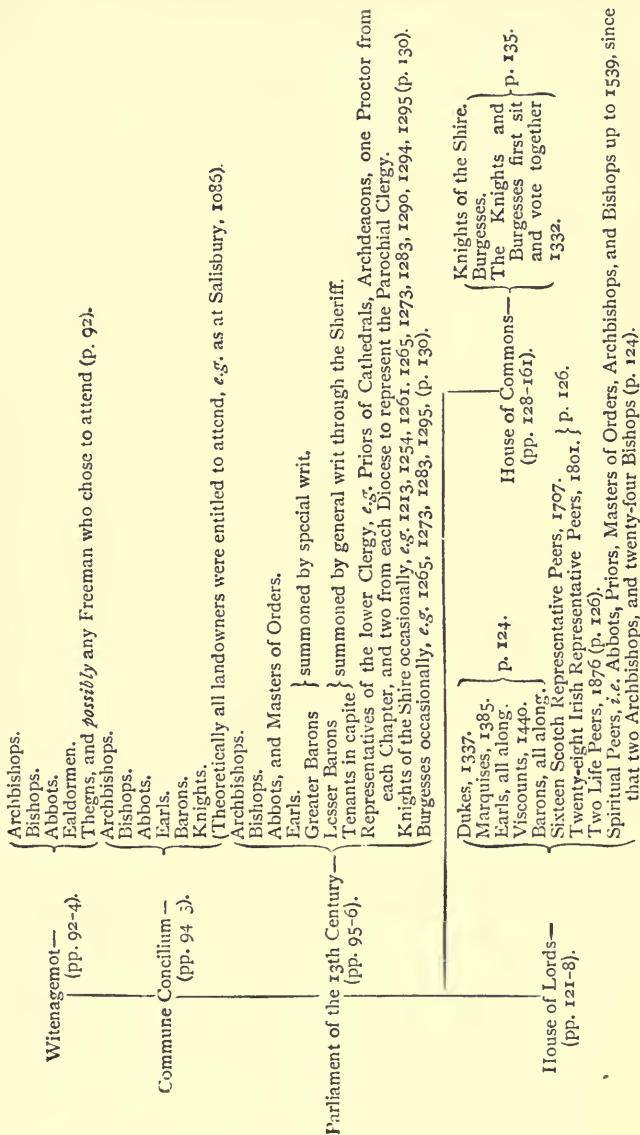 Witenagemot—
(pp. 92-4).
Archbishops.
Bishops.
Abbots.
Ealdormen.
Thegns, and possibly any Freeman who chose to attend (p. 92).
Commune Concilium—
(pp. 94 5).
Archbishops.
Bishops.
Abbots.
Earls.
Barons.
Knights.
(Theoretically all landowners were entitled to attend, e.g. as at Salisbury, 1086).
Parliament of the 13th Century—
(pp. 95-6).
Archbishops.
Bishops.
Abbots, and Masters of Orders.
Earls.
Greater Barons } summoned by special writ.
Lesser Barons
Tenants in capite } summoned by general writ through the Sheriff.
Representatives of the lower Clergy, e.g. Priors of Cathedrals, Archdeacons, one Proctor from
each Chapter, and two from each Diocese to represent the Parochial Clergy.
Knights of the Shire occasionally, e.g. 1213, 1254, 1261, 1265, 1273, 1283, 1290, 1294, 1295 (p. 130).
Burgesses occasionally, e.g. 1265, 1273, 1283, 1295, (p. 130).
House of Lords—
(pp. 121-8)
Dukes, 1337.
Marquises, 1385.
Earls, all along.
Viscounts, 1440.
Barons, all along.
} p. 124.
Sixteen Scotch Representative Peers, 1707.
Twenty-eight Irish Representative Peers, 1801. } p. 126.
Two Life Peers, 1876 (p. 126).
Spiritual Peers, i.e. Abbots, Priors, Masters of Orders, Archbishops, and Bishops up to 1539, since
that two Archbishops, and twenty-four Bishops (p. 124).
House of Commons—
(pp. 128-161).
Knights of the Shire.
Burgesses.
The Knights and
Burgesses first sit
and vote together
1332.
} p. 135.